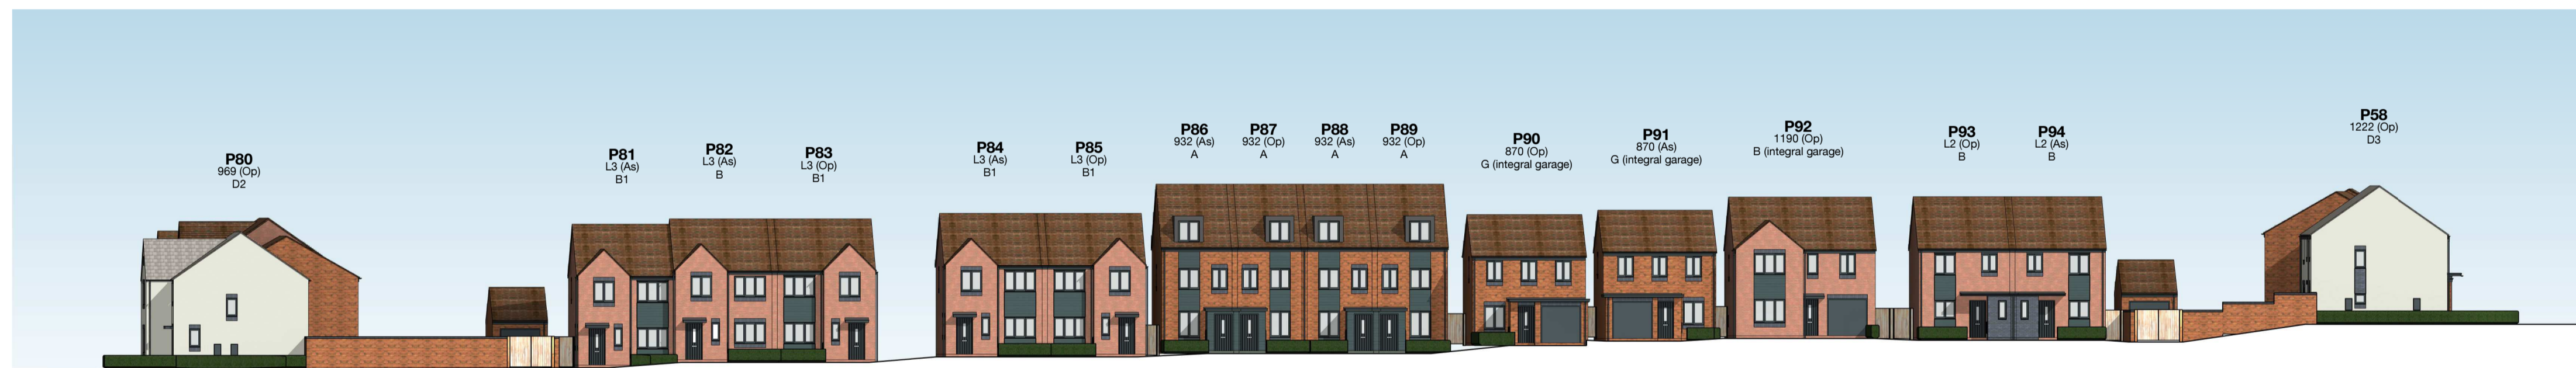 P80
969 (Op)
D2
P81
L3 (As)
B1
P82
L3 (As)
B
P83
L3 (Op)
B1
P84
L3 (As)
B1
P85
L3 (Op)
B1
P86
932 (As)
A
P87
932 (Op)
A
P88
932 (As)
A
P89
932 (Op)
A
P90
870 (Op)
G (integral garage)
P91
870 (As)
G (integral garage)
P92
1190 (Op)
B (integral garage)
P93
L2 (Op)
B
P94
L2 (As)
B
P58
1222 (Op)
D3